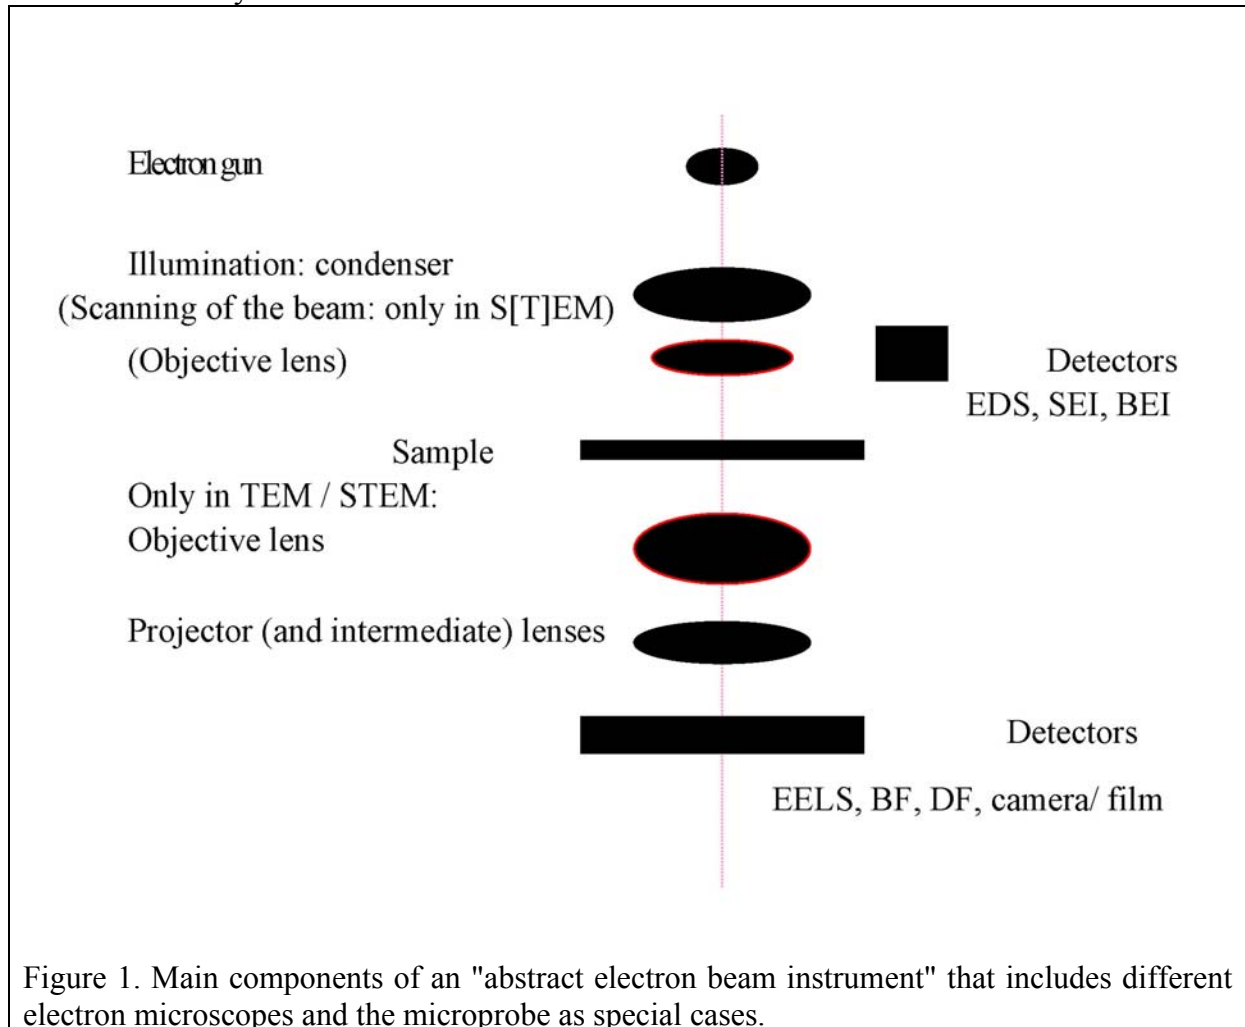 Electron gun
Illumination: condenser
(Scanning of the beam: only in S[T]EM)
(Objective lens)
Detectors
EDS, SEI, BEI
Sample
Only in TEM / STEM:
Objective lens
Projector (and intermediate) lenses
Detectors
EELS, BF, DF, camera/ film
Figure 1. Main components of an "abstract electron beam instrument" that includes different
electron microscopes and the microprobe as special cases.